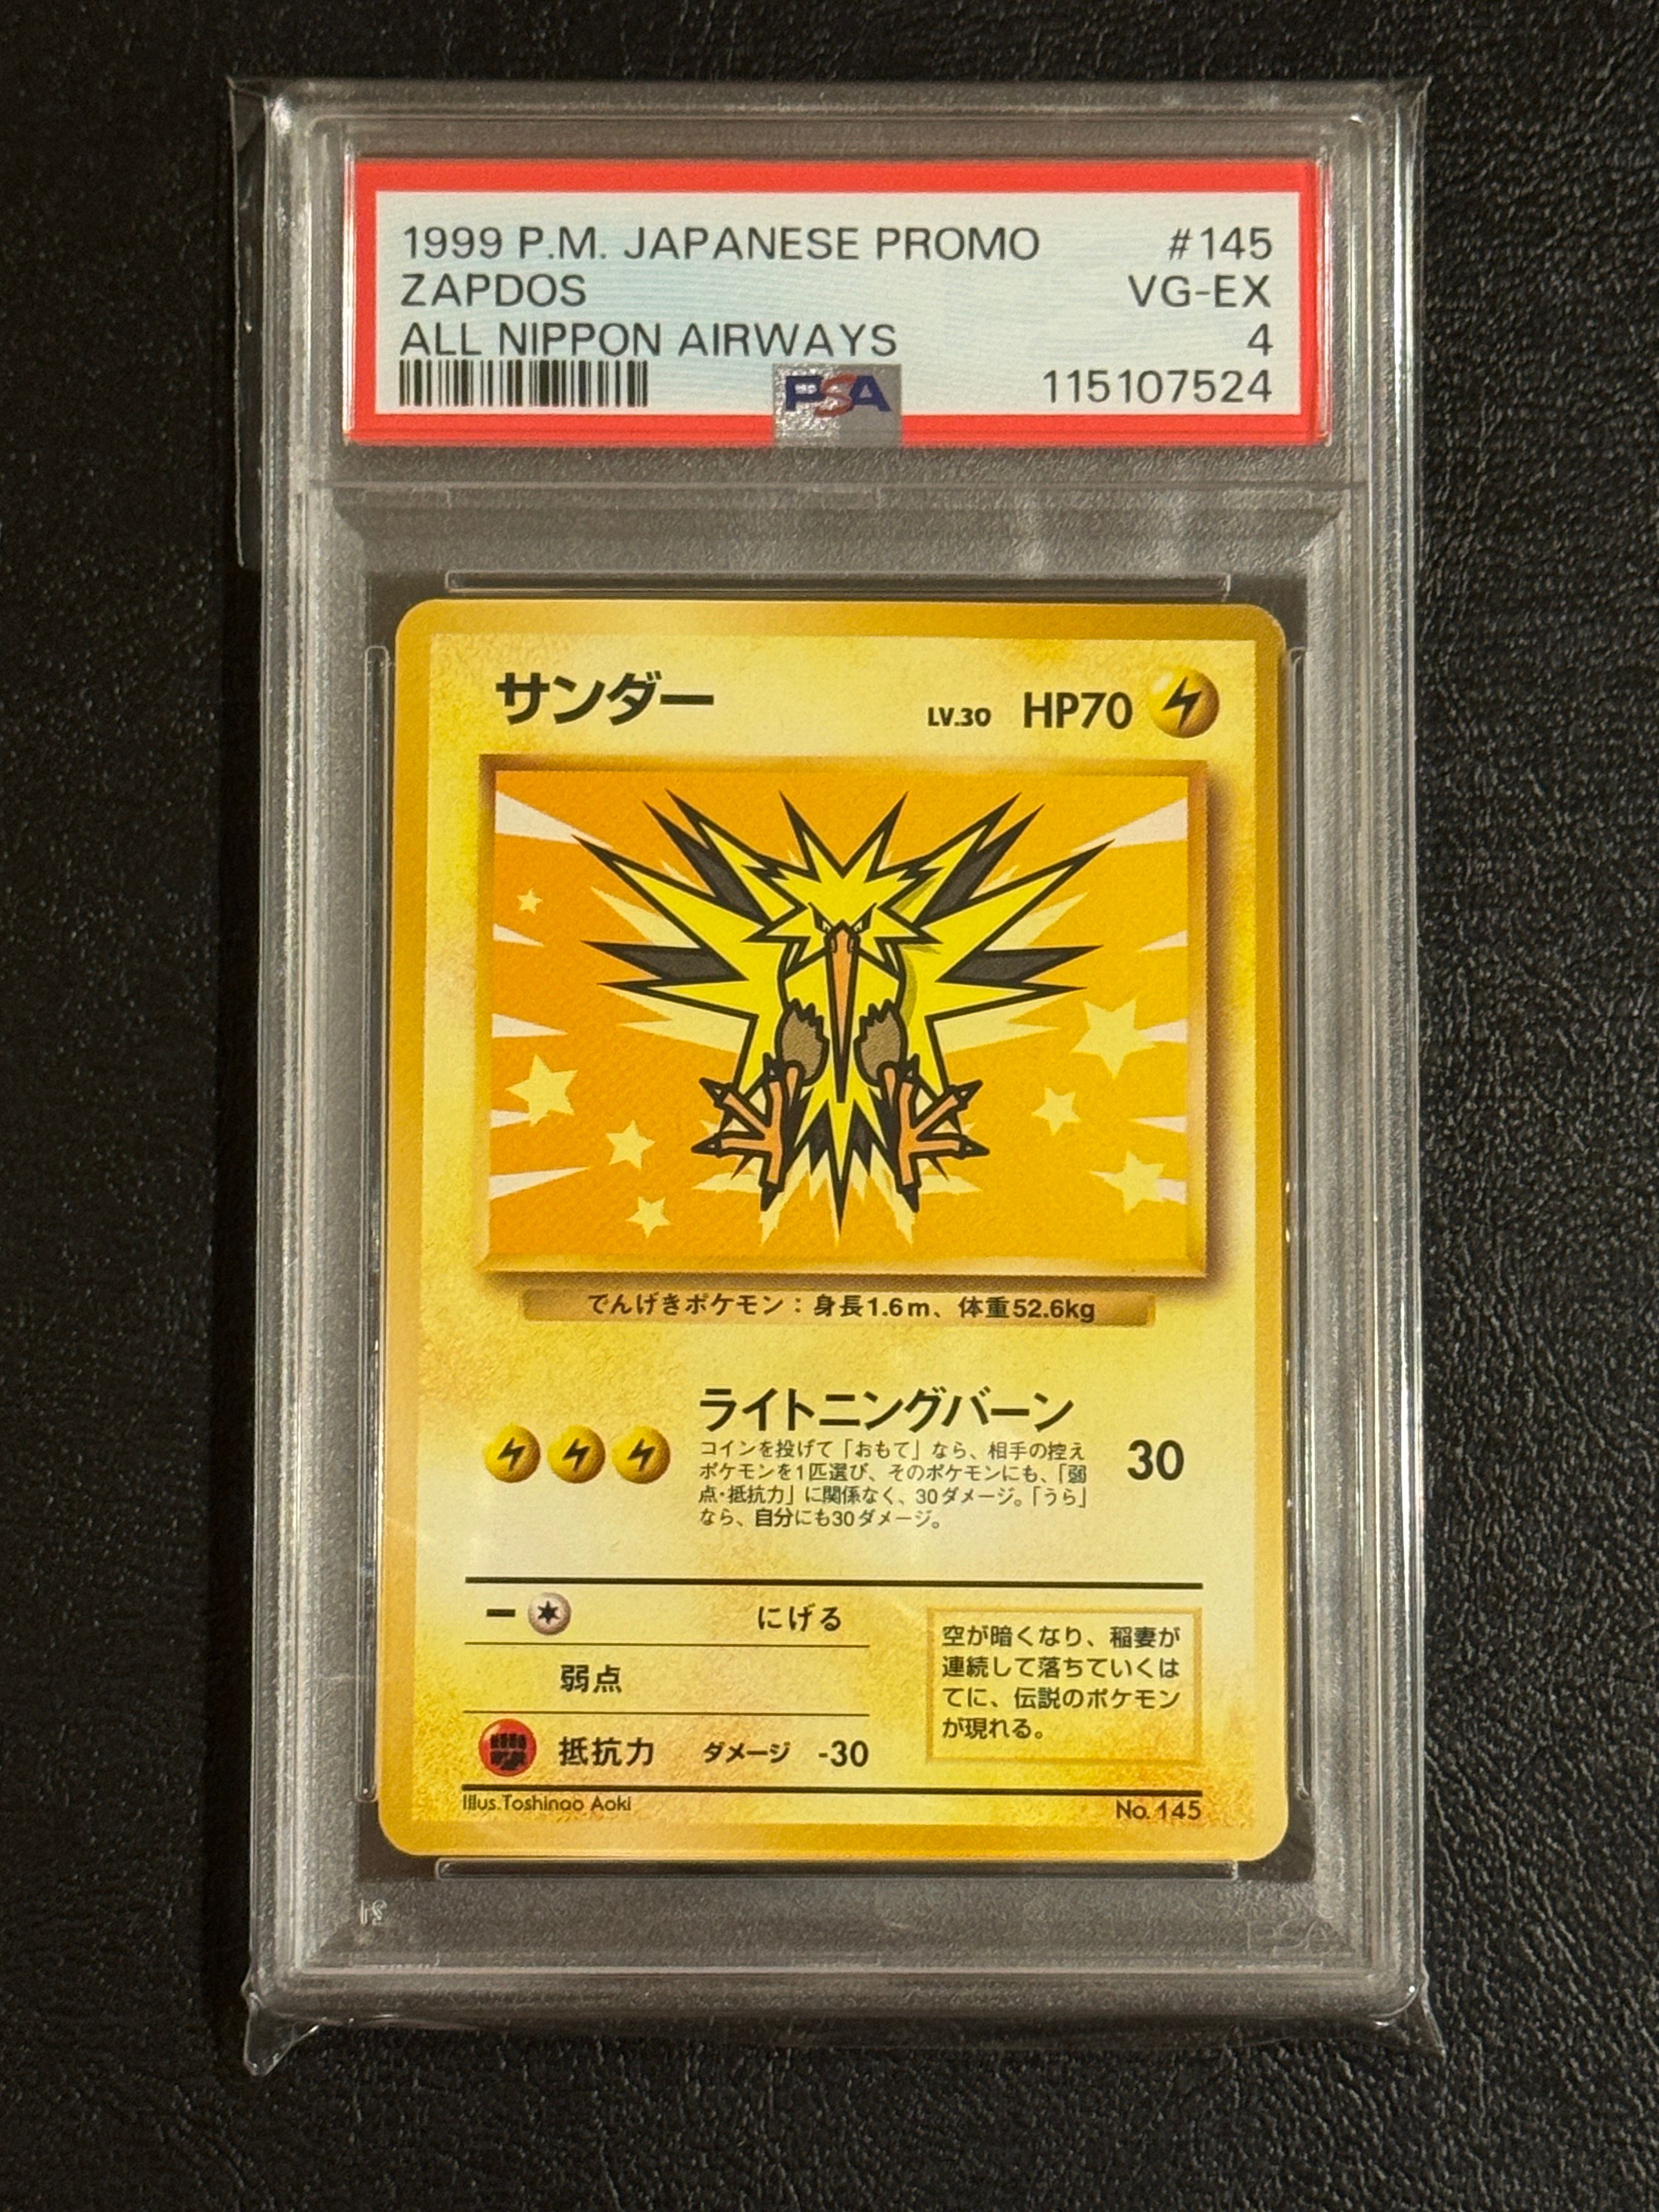 1999 P.M. JAPANESE PROMO #145
ZAPDOS VG-EX
ALL NIPPON AIRWAYS 4
PSA 115107524
サンダー LV.30 HP70
でんげきポケモン：身長1.6m、体重52.6kg
ライトニングバーン 30
コインを投げて「おもて」なら、相手の控え
ポケモンを1匹選び、そのポケモンにも、「弱
点・抵抗力」に関係なく、30ダメージ。「うら」
なら、自分にも30ダメージ。
ー にげる
弱点
抵抗力 ダメージ -30
空が暗くなり、稲妻が
連続して落ちていくは
てに、伝説のポケモン
が現れる。
Illus.Toshinao Aoki No.145